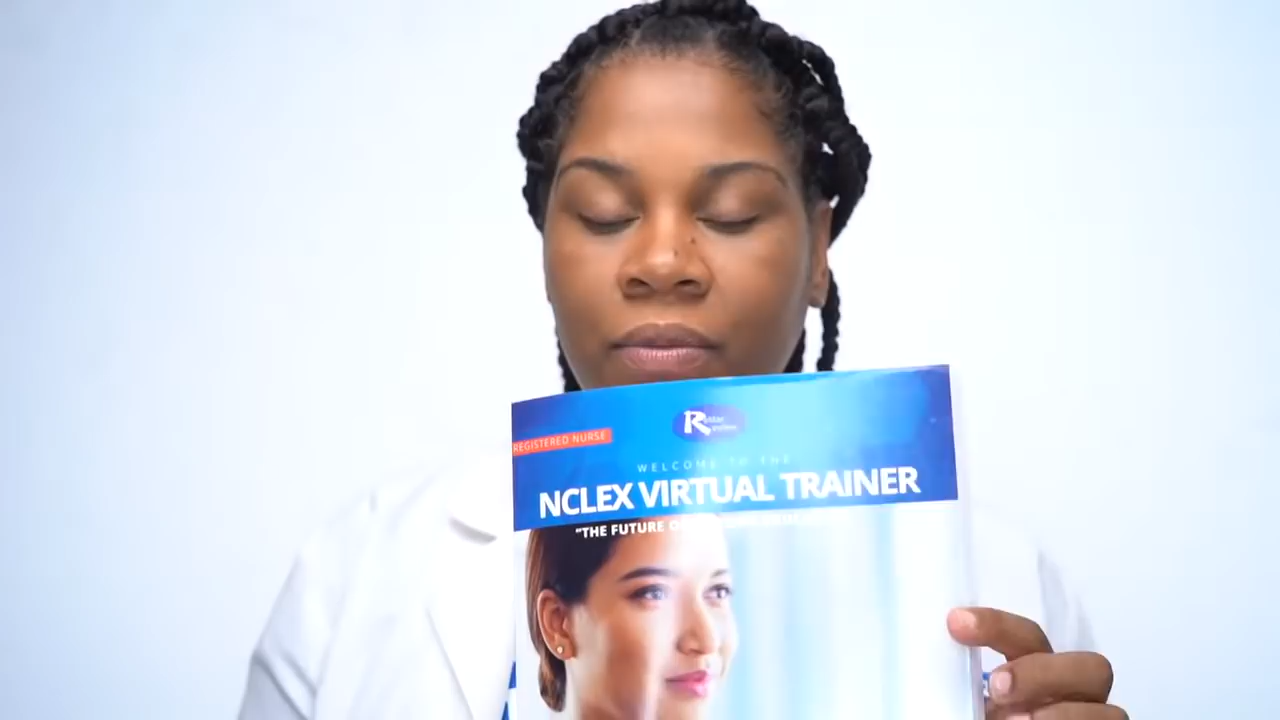 REGISTERED NURSE
WELCOME TO THE
NCLEX VIRTUAL TRAINER
"THE FUTURE